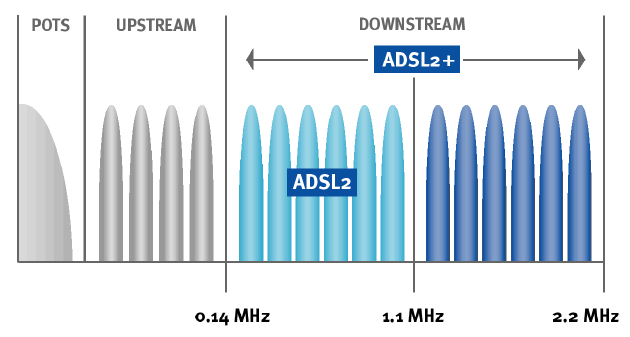 POTS
UPSTREAM
DOWNSTREAM
ADSL2+
ADSL2
0.14 MHz
1.1 MHz
2.2 MHz